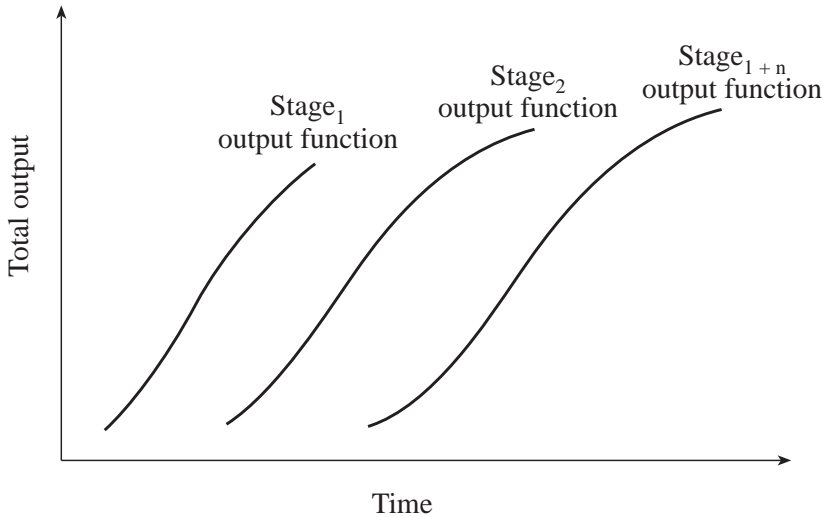 Stage₁
output function
Stage₂
output function
Stage₁ ₊ ₙ
output function
Total output
Time